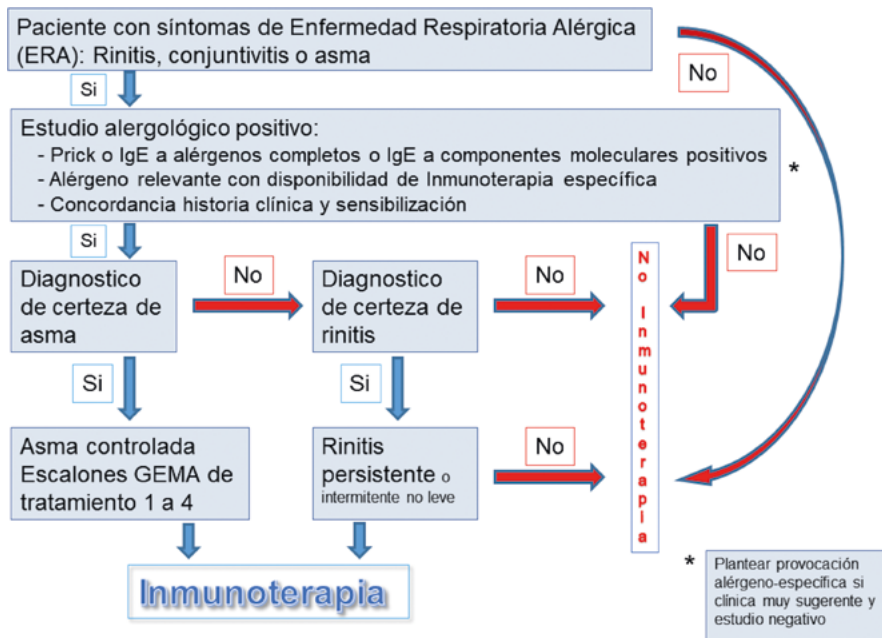 Paciente con síntomas de Enfermedad Respiratoria Alérgica
(ERA): Rinitis, conjuntivitis o asma
No
Si
Estudio alergológico positivo:
- Prick o IgE a alérgenos completos o IgE a componentes moleculares positivos
- Alérgeno relevante con disponibilidad de Inmunoterapia específica
- Concordancia historia clínica y sensibilización
*
Si
No
Diagnostico
de certeza de
asma
No
Diagnostico
de certeza de
rinitis
No
No Inmunoterapia
Si
Si
Asma controlada
Escalones GEMA de
tratamiento 1 a 4
Rinitis
persistente o
intermitente no leve
No
Inmunoterapia
* Plantear provocación
alérgeno-específica si
clínica muy sugerente y
estudio negativo